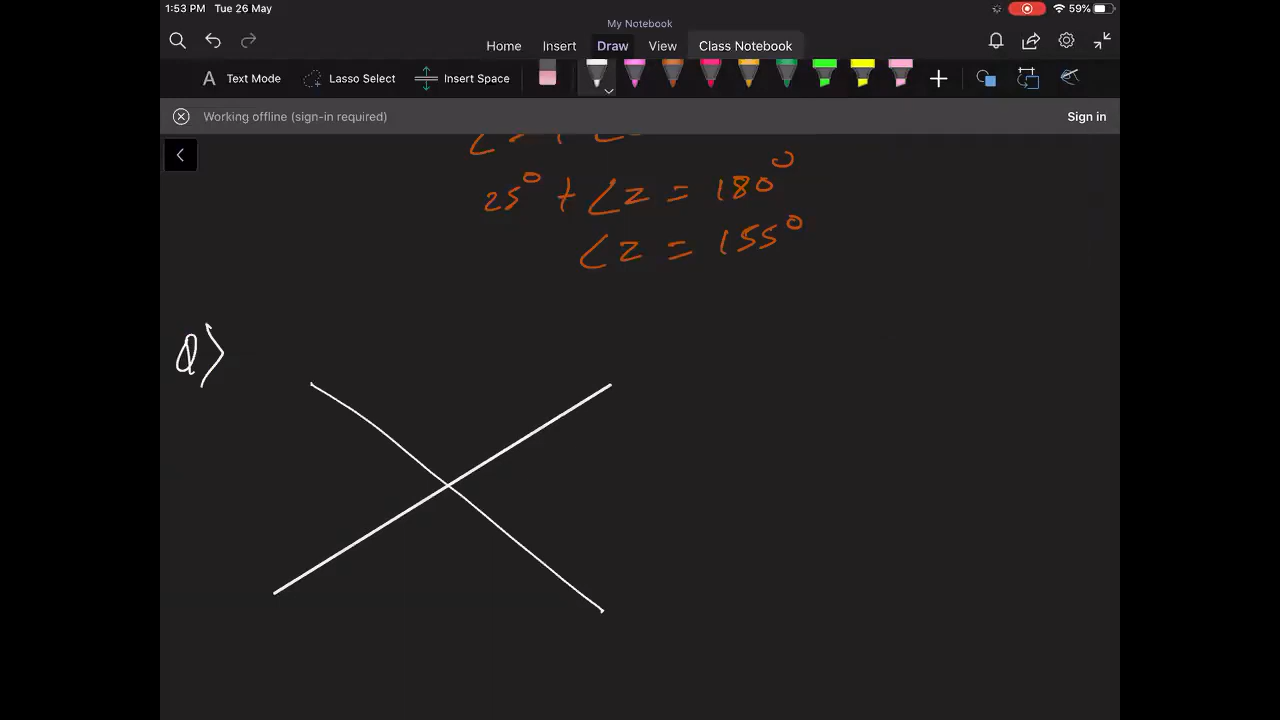 1:53 PM Tue 26 May
59%
My Notebook
Home Insert Draw View Class Notebook
Text Mode Lasso Select Insert Space
Working offline (sign-in required) Sign in
25° + ∠z = 180°
∠z = 155°
Q)